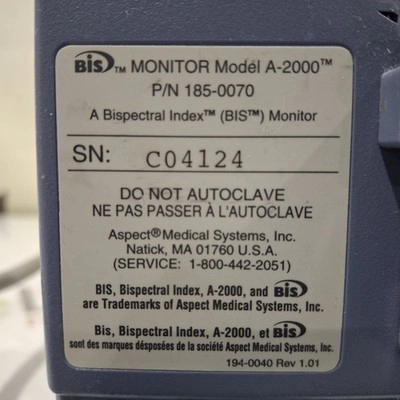 BIS™ MONITOR Model A-2000™
P/N 185-0070
A Bispectral Index™ (BIS™) Monitor
SN: C04124
DO NOT AUTOCLAVE
NE PAS PASSER À L'AUTOCLAVE
Aspect® Medical Systems, Inc.
Natick, MA 01760 U.S.A.
(SERVICE: 1-800-442-2051)
BIS, Bispectral Index, A-2000, and BIS
are Trademarks of Aspect Medical Systems, Inc.
Bis, Bispectral Index, A-2000, et BIS
sont des marques désposées de la société Aspect Medical Systems, Inc.
194-0040 Rev 1.01